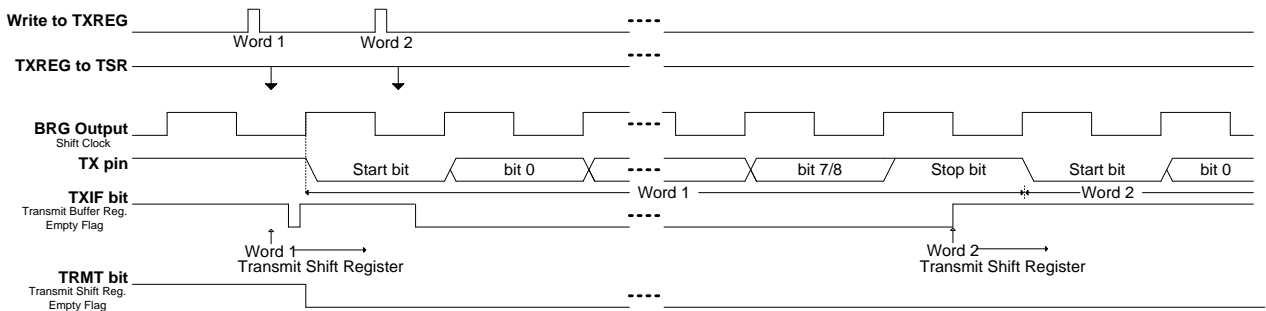 Write to TXREG
Word 1 Word 2
TXREG to TSR
BRG Output
Shift Clock
TX pin Start bit bit 0 bit 7/8 Stop bit Start bit bit 0
Word 1 Word 2
TXIF bit
Transmit Buffer Reg.
Empty Flag
Word 1 Word 2
Transmit Shift Register Transmit Shift Register
TRMT bit
Transmit Shift Reg.
Empty Flag